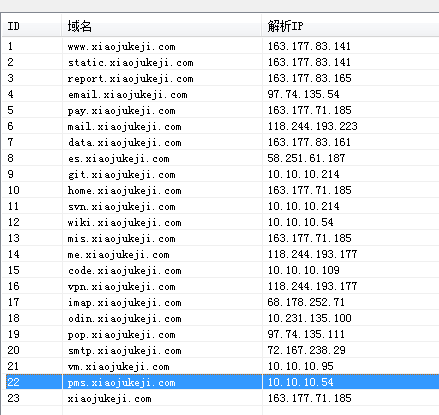 ID 域名 解析IP
1 www.xiaojukeji.com 163.177.83.141
2 static.xiaojukeji.com 163.177.83.141
3 report.xiaojukeji.com 163.177.83.165
4 email.xiaojukeji.com 97.74.135.54
5 pay.xiaojukeji.com 163.177.71.185
6 mail.xiaojukeji.com 118.244.193.223
7 data.xiaojukeji.com 163.177.83.161
8 es.xiaojukeji.com 58.251.61.187
9 git.xiaojukeji.com 10.10.10.214
10 home.xiaojukeji.com 163.177.71.185
11 svn.xiaojukeji.com 10.10.10.214
12 wiki.xiaojukeji.com 10.10.10.54
13 mis.xiaojukeji.com 163.177.71.185
14 me.xiaojukeji.com 118.244.193.177
15 code.xiaojukeji.com 10.10.10.109
16 vpn.xiaojukeji.com 118.244.193.177
17 imap.xiaojukeji.com 68.178.252.71
18 odin.xiaojukeji.com 10.231.135.100
19 pop.xiaojukeji.com 97.74.135.111
20 smtp.xiaojukeji.com 72.167.238.29
21 vm.xiaojukeji.com 10.10.10.95
22 pms.xiaojukeji.com 10.10.10.54
23 xiaojukeji.com 163.177.71.185